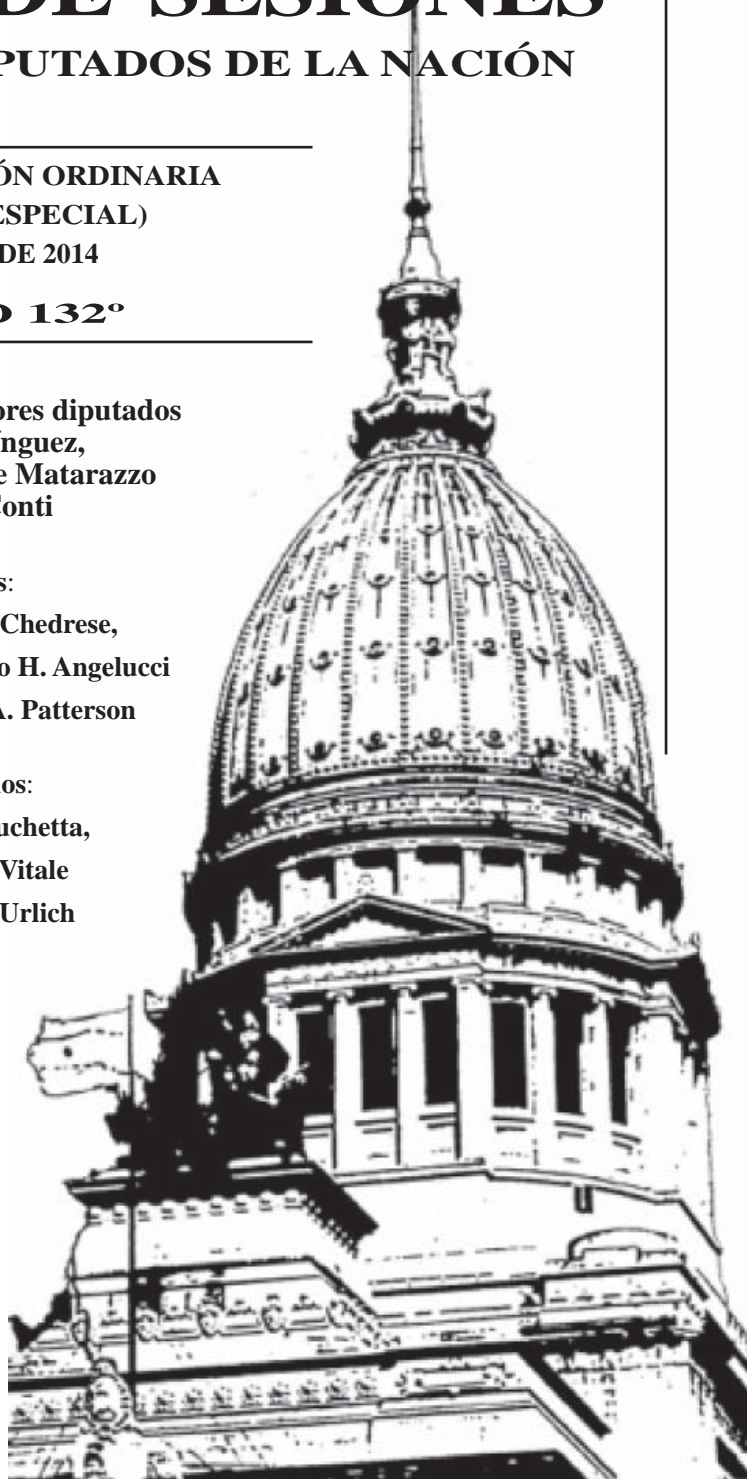 DE SESIONES
PUTADOS DE LA NACIÓN
ÓN ORDINARIA
ESPECIAL)
DE 2014
O 132º
ores diputados
ínguez,
e Matarazzo
Conti
s:
Chedrese,
o H. Angelucci
A. Patterson
ios:
uchetta,
Vitale
Urlich